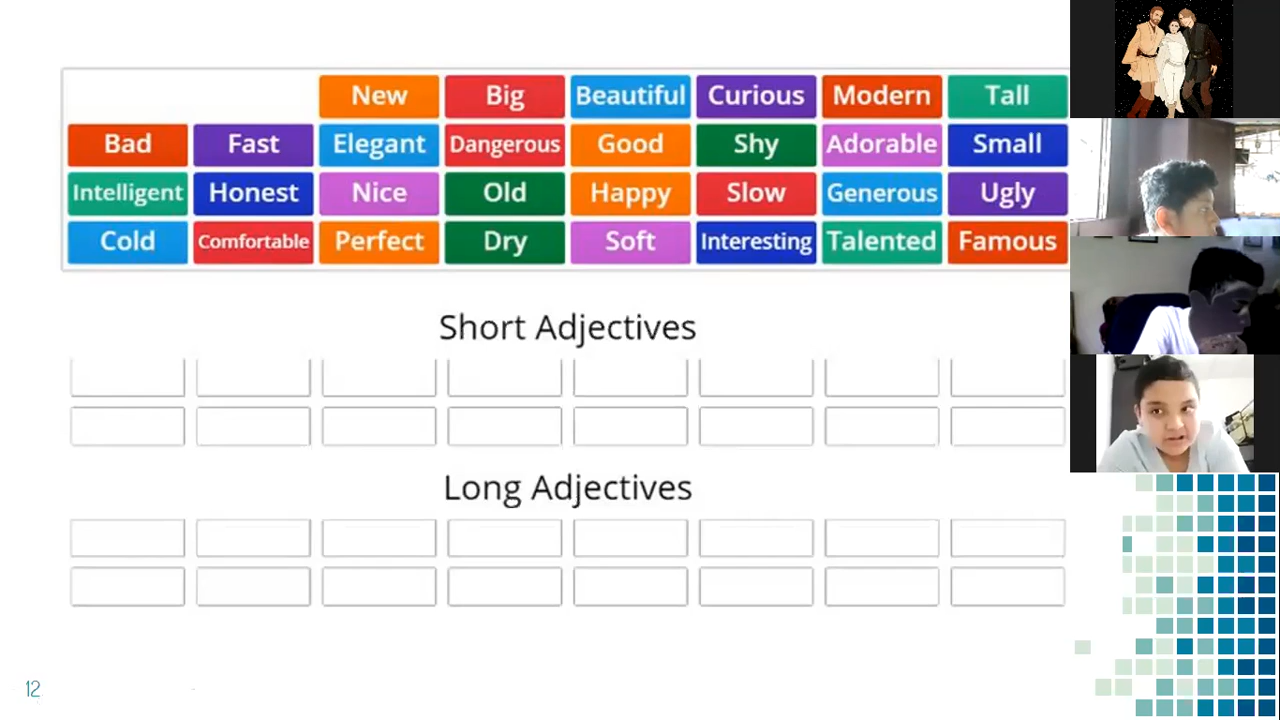 New Big Beautiful Curious Modern Tall
Bad Fast Elegant Dangerous Good Shy Adorable Small
Intelligent Honest Nice Old Happy Slow Generous Ugly
Cold Comfortable Perfect Dry Soft Interesting Talented Famous
Short Adjectives
Long Adjectives
12